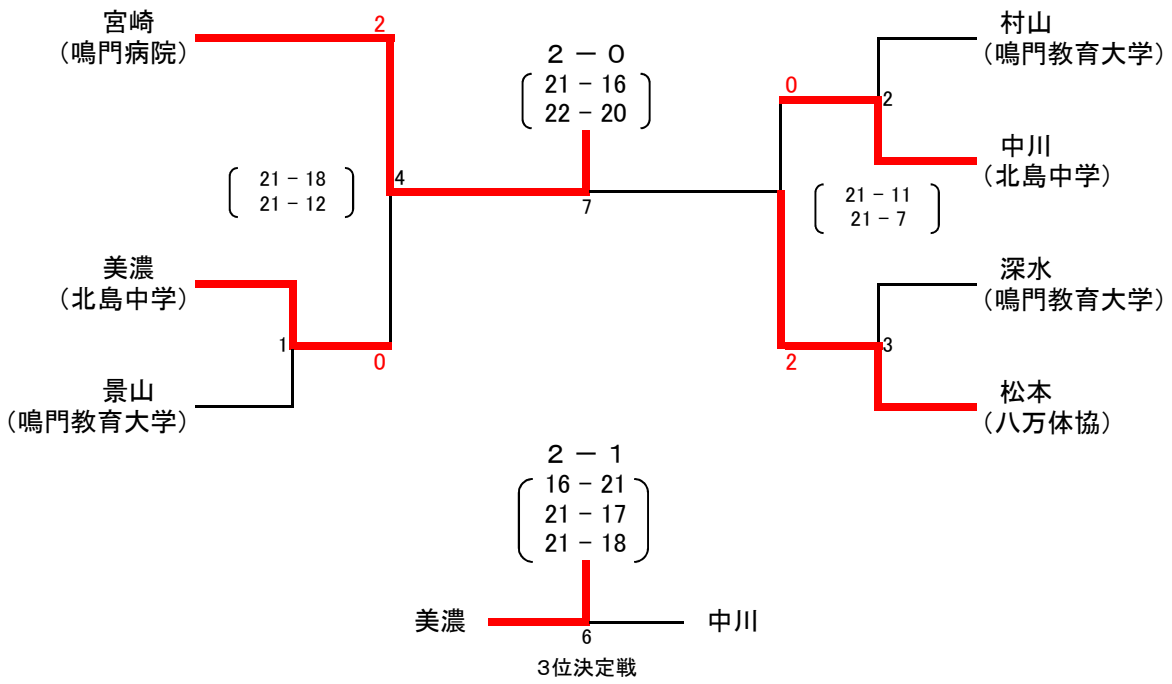 宮崎
（鳴門病院）
2
21 － 18
21 － 12
4
美濃
（北島中学）
1
0
景山
（鳴門教育大学）
２ － ０
21 － 16
22 － 20
7
村山
（鳴門教育大学）
0
2
中川
（北島中学）
21 － 11
21 － 7
深水
（鳴門教育大学）
2
3
松本
（八万体協）
２ － １
16 － 21
21 － 17
21 － 18
美濃
中川
6
３位決定戦